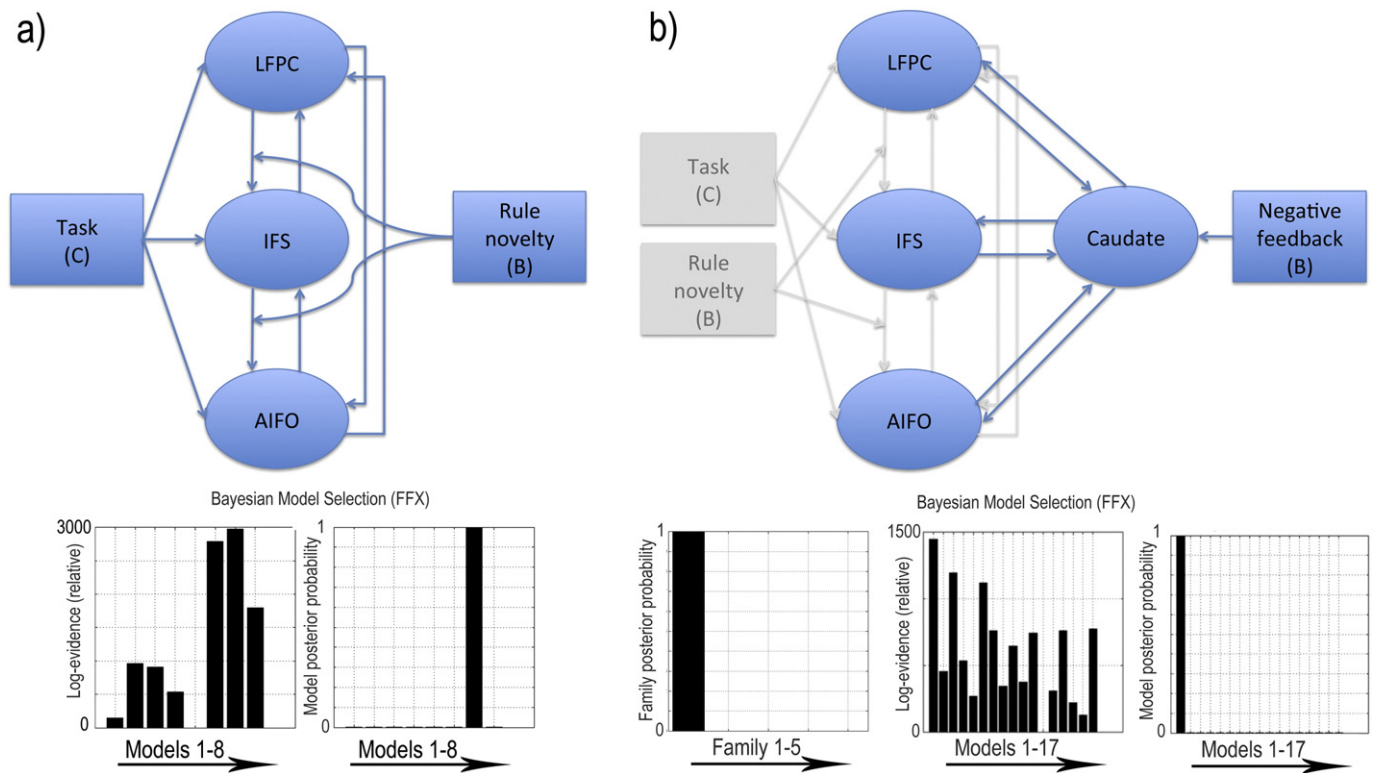 a)
LFPC
Task
(C)
IFS
Rule
novelty
(B)
AIFO
Bayesian Model Selection (FFX)
3000
0
Log-evidence (relative)
Models 1-8
1
0
Model posterior probability
Models 1-8
b)
LFPC
Task
(C)
Rule
novelty
(B)
IFS
Caudate
Negative
feedback
(B)
AIFO
Bayesian Model Selection (FFX)
1
0
Family posterior probability
Family 1-5
1500
0
Log-evidence (relative)
Models 1-17
1
0
Model posterior probability
Models 1-17